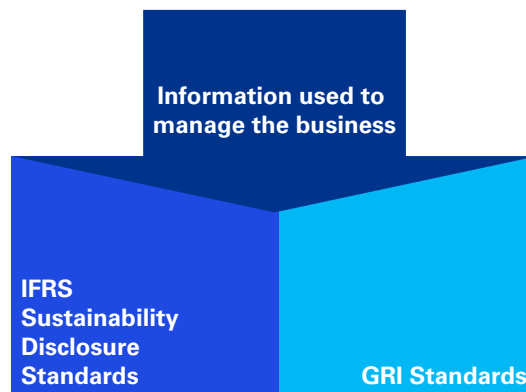 Information used to
manage the business
IFRS
Sustainability
Disclosure
Standards
GRI Standards